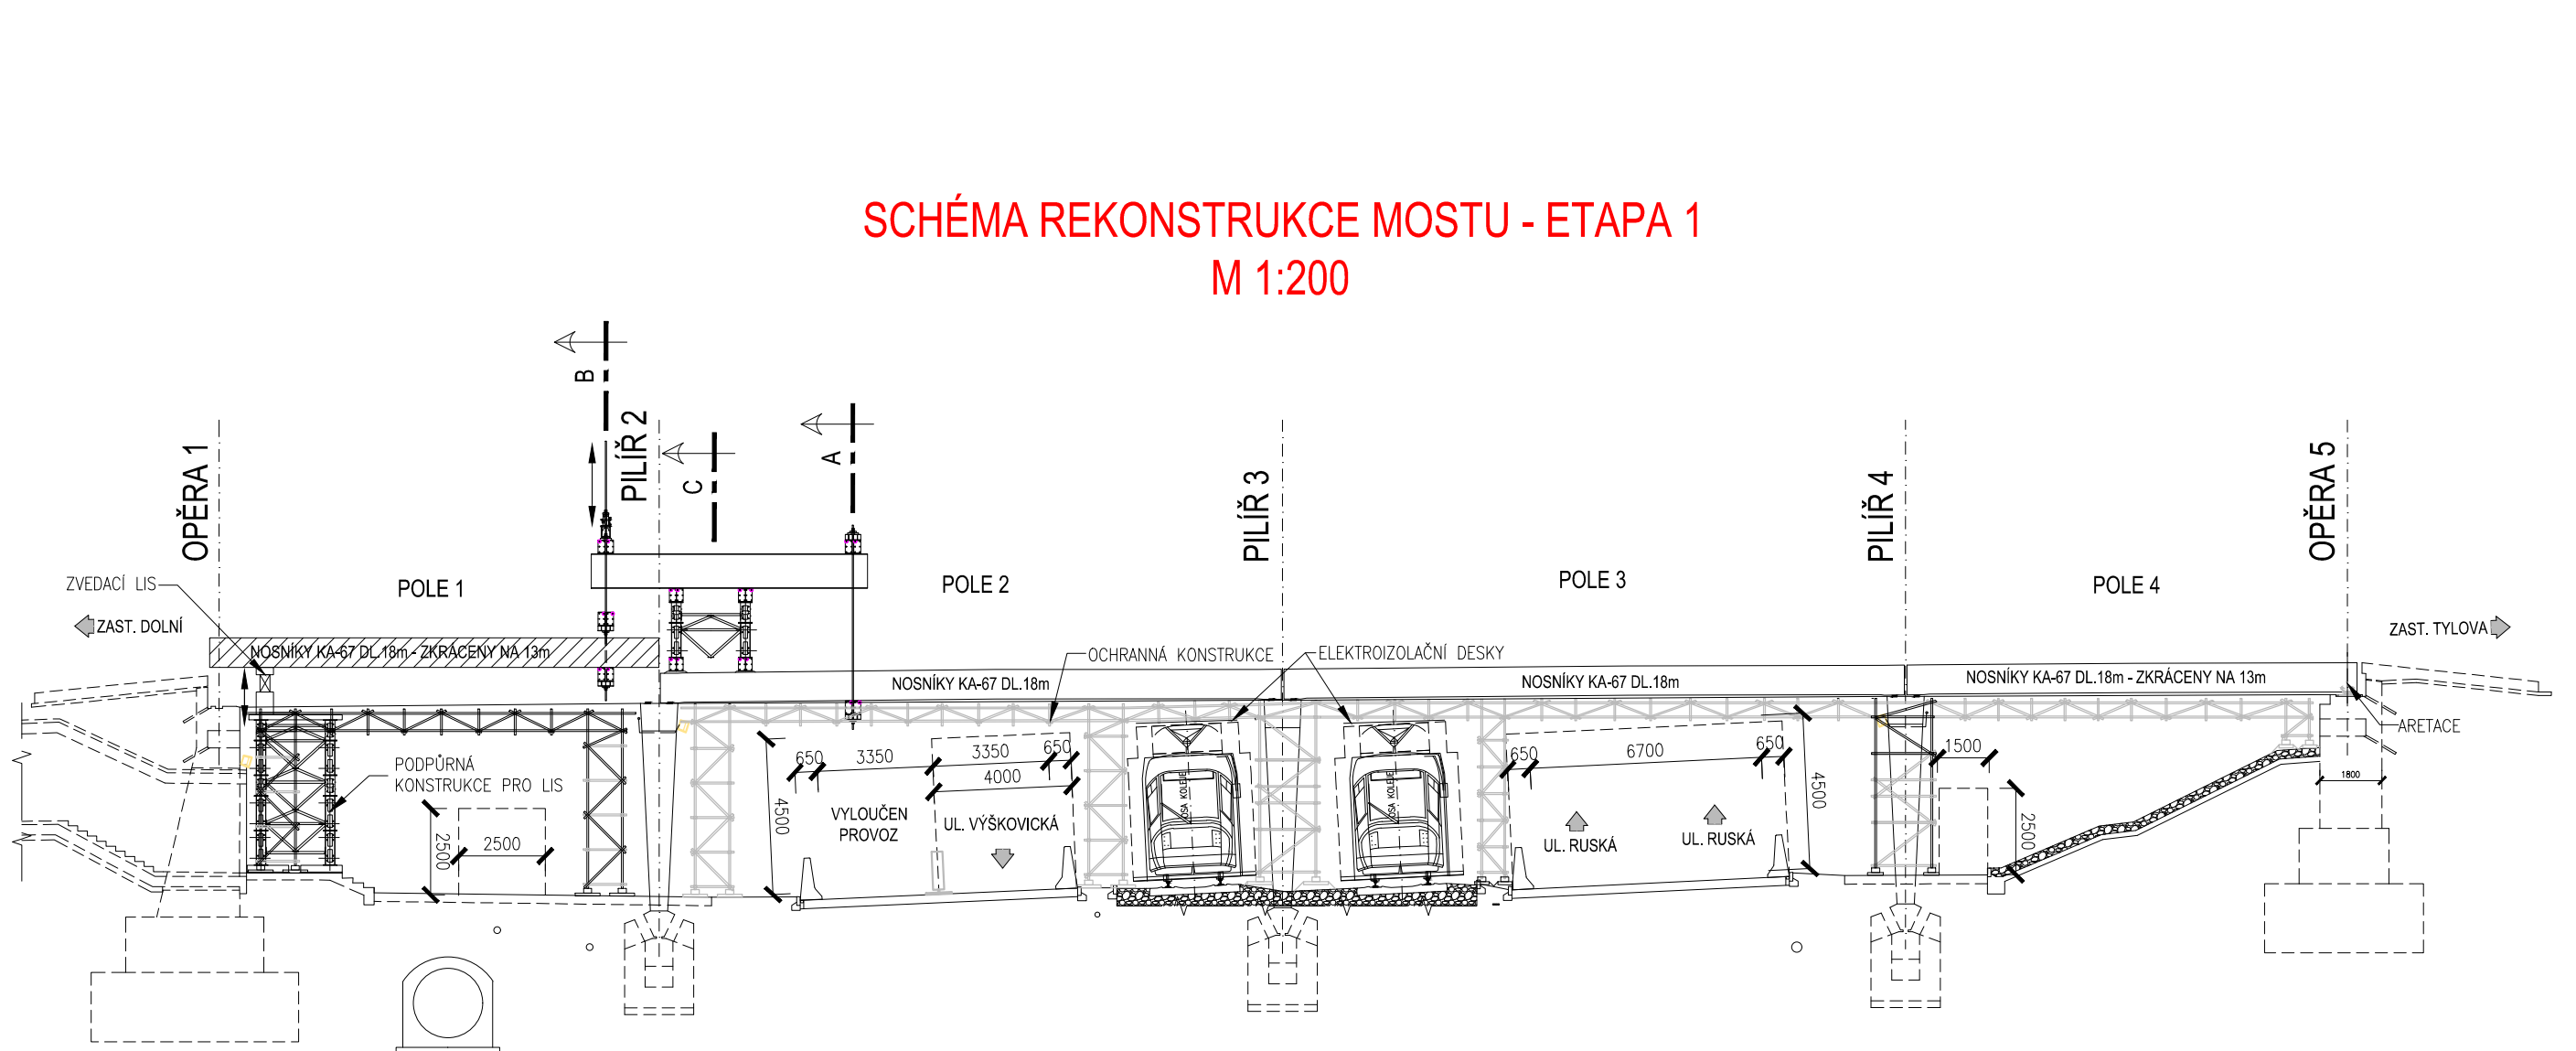 SCHÉMA REKONSTRUKCE MOSTU - ETAPA 1
M 1:200
B
C
A
OPĚRA 1
PILÍŘ 2
PILÍŘ 3
PILÍŘ 4
OPĚRA 5
ZVEDACÍ LIS
POLE 1
POLE 2
POLE 3
POLE 4
ZAST. DOLNÍ
ZAST. TYLOVA
NOSNÍKY KA-67 DL.18m - ZKRÁCENY NA 13m
OCHRANNÁ KONSTRUKCE
ELEKTROIZOLAČNÍ DESKY
NOSNÍKY KA-67 DL.18m
NOSNÍKY KA-67 DL.18m
NOSNÍKY KA-67 DL.18m - ZKRÁCENY NA 13m
ARETACE
PODPŮRNÁ
KONSTRUKCE PRO LIS
2500
2500
4500
650
3350
3350
650
4000
VYLOUČEN
PROVOZ
UL. VÝŠKOVICKÁ
OSA KOLEJE
OSA KOLEJE
650
6700
650
4500
UL. RUSKÁ
UL. RUSKÁ
1500
2500
1800